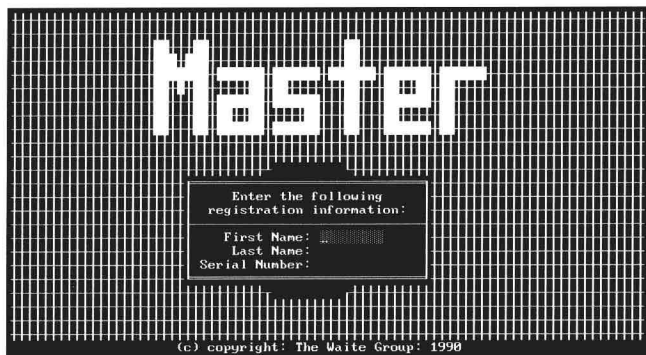 Master
Enter the following
registration information:
First Name:
Last Name:
Serial Number:
(c) copyright: The Waite Group: 1990